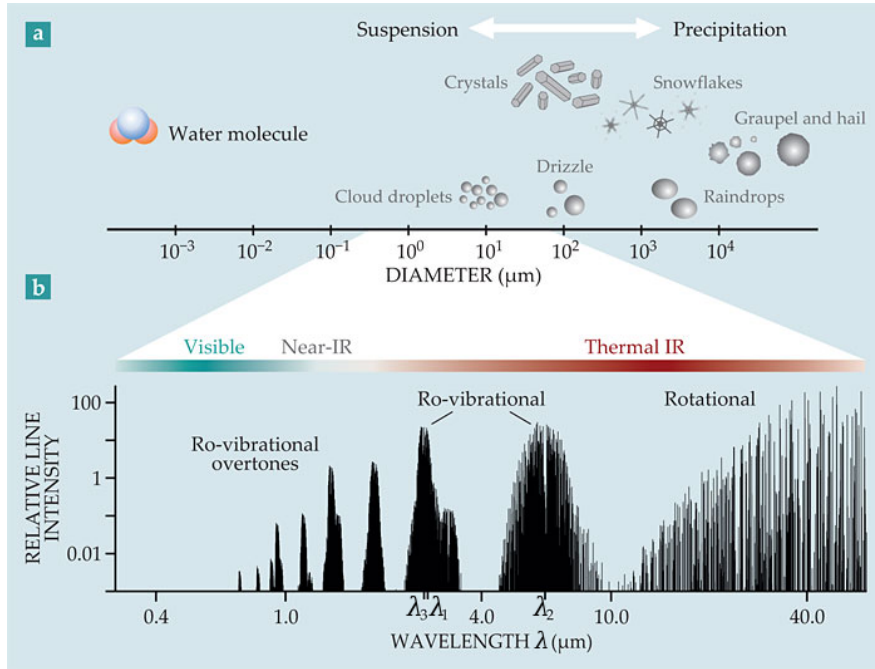 a
Suspension
Precipitation
Crystals
Snowflakes
Water molecule
Graupel and hail
Drizzle
Cloud droplets
Raindrops
10⁻³ 10⁻² 10⁻¹ 10⁰ 10¹ 10² 10³ 10⁴
DIAMETER (μm)
b
Visible
Near-IR
Thermal IR
RELATIVE LINE
INTENSITY
100
1
0.01
Ro-vibrational
overtones
Ro-vibrational
Rotational
0.4 1.0 λ₃ λ₁ 4.0 λ₂ 10.0 40.0
WAVELENGTH λ (μm)